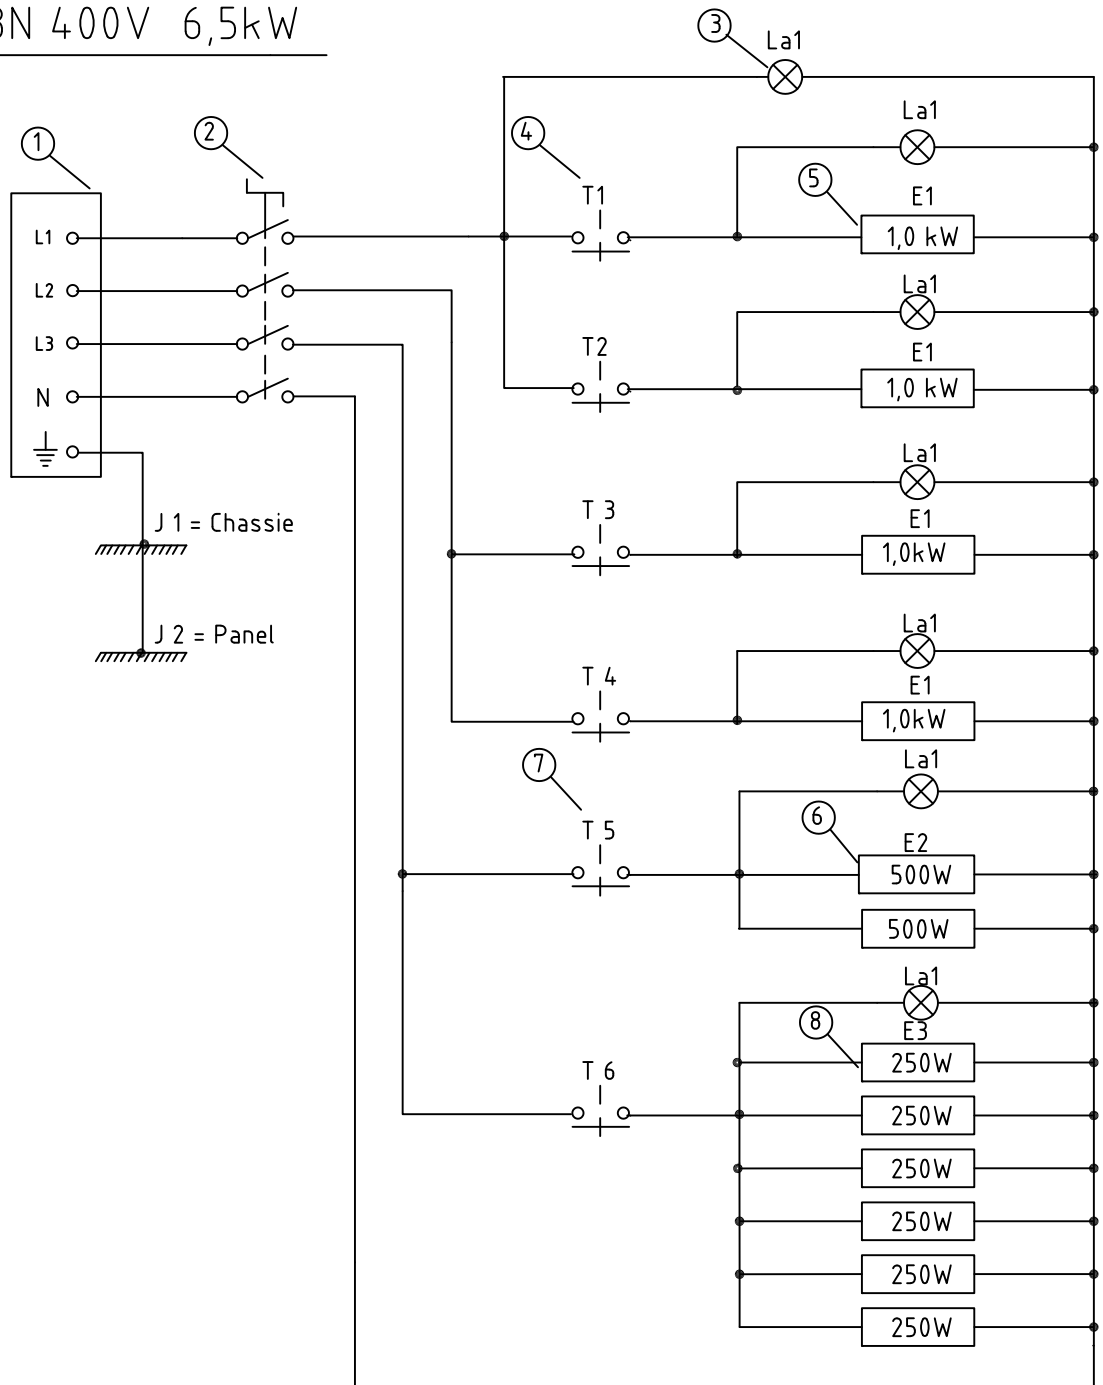 3N 400V 6,5kW
3
La1
La1
1
2
4
T1
5
E1
L1
1,0 kW
La1
L2
L3
T2
E1
1,0 kW
N
La1
T 3
E1
J 1 = Chassie
1,0kW
La1
J 2 = Panel
T 4
E1
1,0kW
7
La1
T 5
6
E2
500W
500W
La1
8
E3
T 6
250W
250W
250W
250W
250W
250W